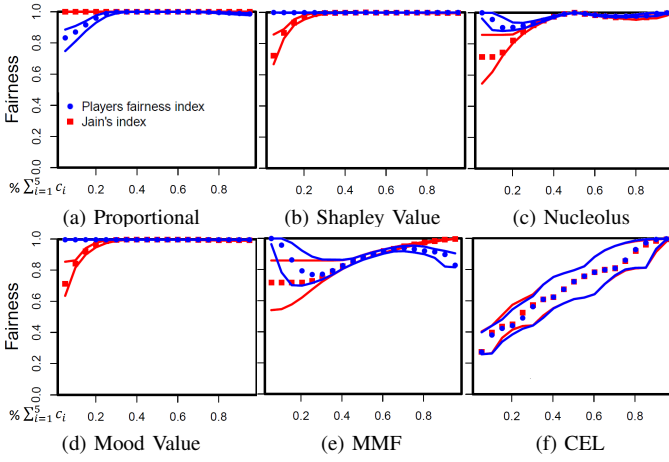 Fairness
0.0 0.2 0.4 0.6 0.8 1.0
Players fairness index
Jain's index
% ∑⁵ᵢ₌₁ cᵢ
0.2 0.4 0.6 0.8
0.2 0.4 0.6 0.8
0.2 0.4 0.6 0.8
(a) Proportional
(b) Shapley Value
(c) Nucleolus
Fairness
0.0 0.2 0.4 0.6 0.8 1.0
% ∑⁵ᵢ₌₁ cᵢ
0.2 0.4 0.6 0.8
0.2 0.4 0.6 0.8
0.2 0.4 0.6 0.8
(d) Mood Value
(e) MMF
(f) CEL